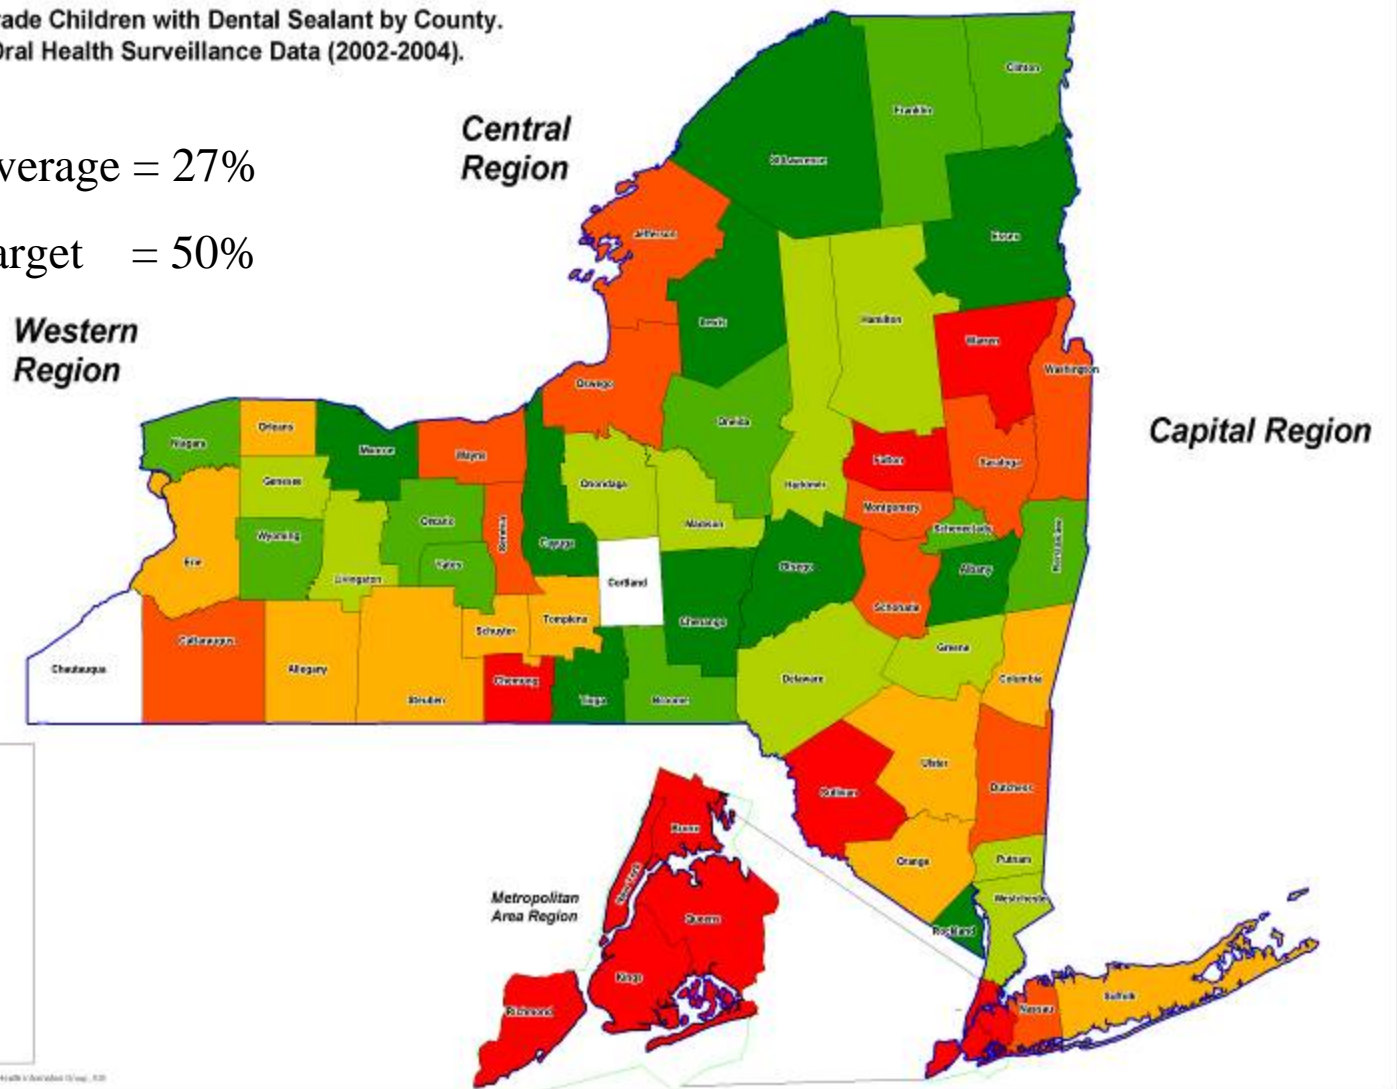 rade Children with Dental Sealant by County.
Oral Health Surveillance Data (2002-2004).
verage = 27%
arget = 50%
Central
Region
Western
Region
Capital Region
Metropolitan
Area Region
Clinton
Franklin
St Lawrence
Essex
Jefferson
Lewis
Hamilton
Warren
Washington
Oswego
Oneida
Herkimer
Fulton
Saratoga
Niagara
Orleans
Monroe
Wayne
Genesee
Onondaga
Madison
Montgomery
Schenectady
Rensselaer
Ontario
Seneca
Cayuga
Wyoming
Erie
Livingston
Yates
Cortland
Otsego
Albany
Schoharie
Chenango
Tompkins
Schuyler
Greene
Columbia
Chautauqua
Cattaraugus
Allegany
Steuben
Chemung
Tioga
Broome
Delaware
Ulster
Dutchess
Sullivan
Orange
Putnam
Westchester
Rockland
Bronx
New York
Queens
Kings
Richmond
Nassau
Suffolk